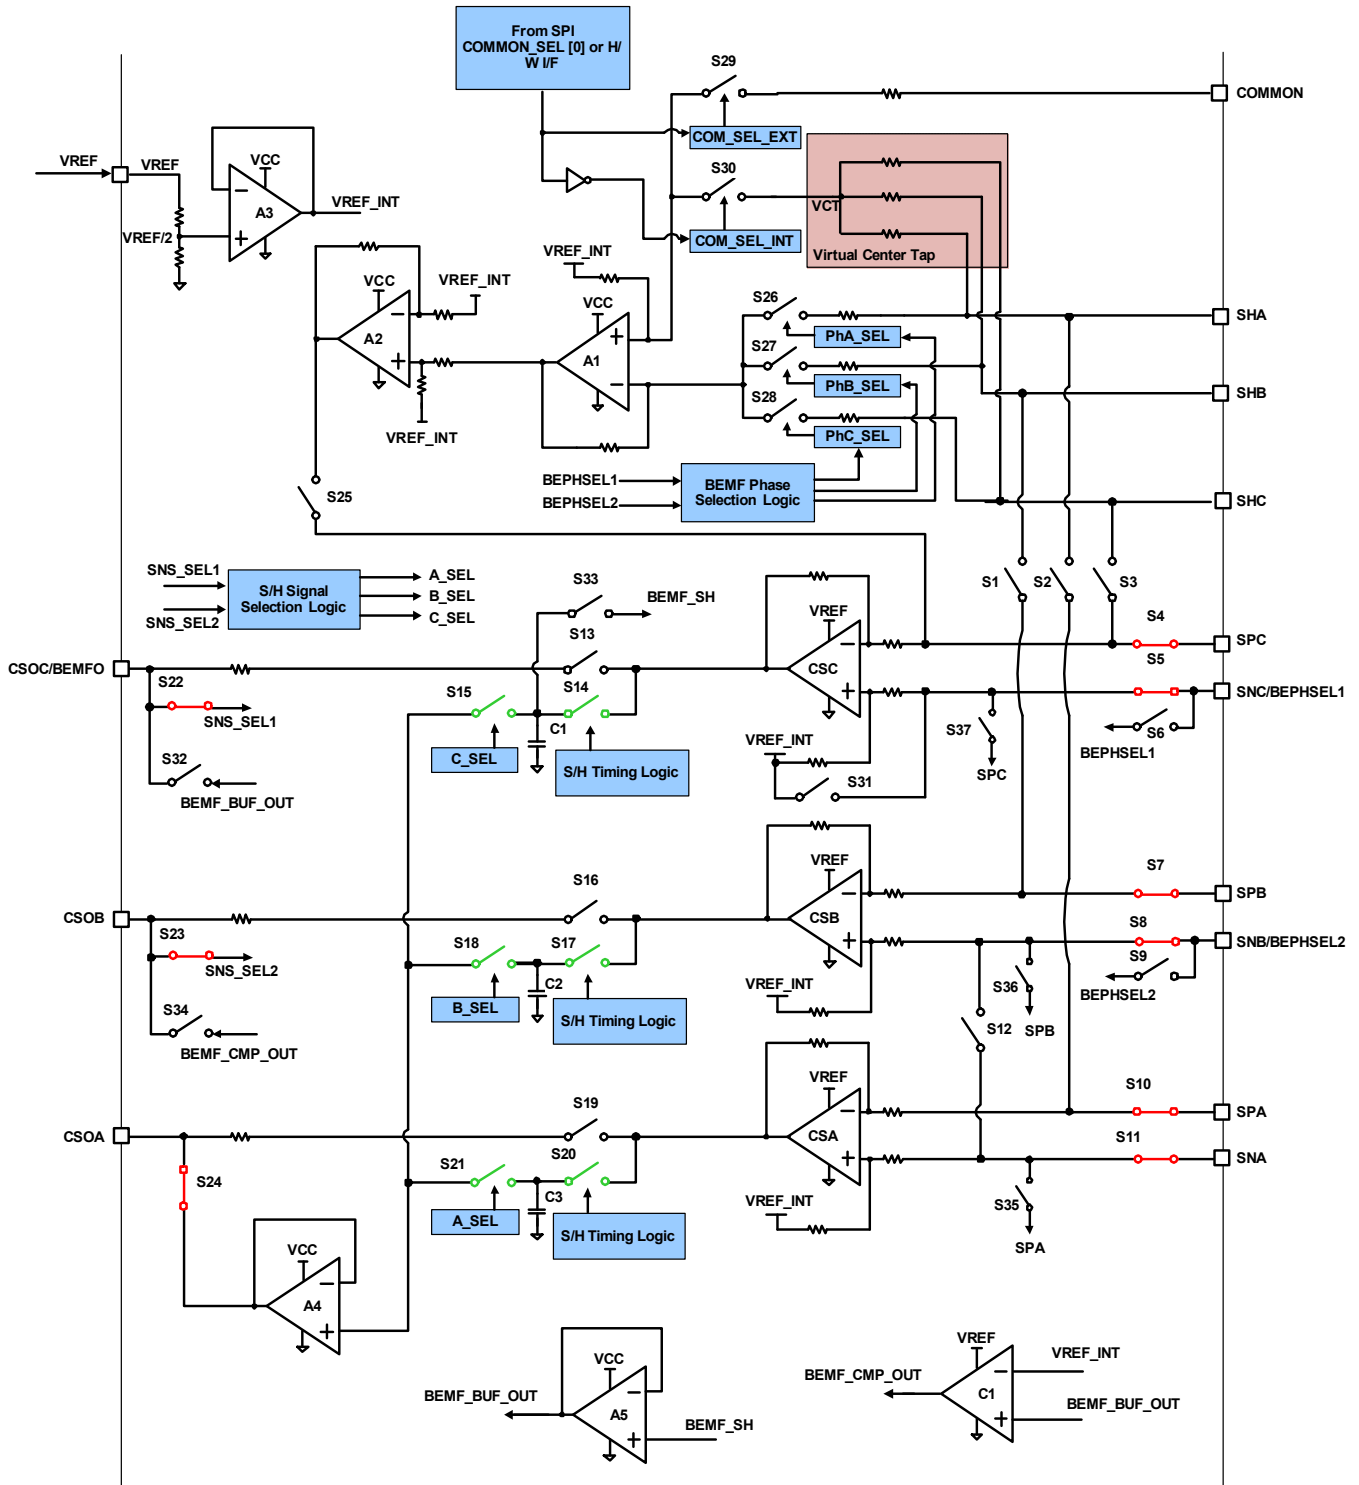 From SPI
COMMON_SEL [0] or H/
W I/F
S29
COMMON
COM_SEL_EXT
VREF
VREF
VCC
A3
VREF_INT
VREF/2
S30
VCT
COM_SEL_INT
Virtual Center Tap
VREF_INT
VCC
A2
VREF_INT
VREF_INT
VCC
A1
S26
PhA_SEL
S27
PhB_SEL
S28
PhC_SEL
SHA
SHB
SHC
BEPHSEL1
BEPHSEL2
BEMF Phase
Selection Logic
S25
SNS_SEL1
SNS_SEL2
S/H Signal
Selection Logic
A_SEL
B_SEL
C_SEL
S33
BEMF_SH
S13
S14
S15
C1
C_SEL
S/H Timing Logic
VREF
CSC
VREF_INT
S31
S1
S2
S3
S4
S5
SPC
SNC/BEPHSEL1
S6
BEPHSEL1
S37
SPC
CSOC/BEMFO
S22
SNS_SEL1
S32
BEMF_BUF_OUT
CSOB
S23
SNS_SEL2
S34
BEMF_CMP_OUT
S16
S17
S18
C2
B_SEL
S/H Timing Logic
VREF
CSB
VREF_INT
S7
SPB
S8
SNB/BEPHSEL2
S9
BEPHSEL2
S36
SPB
S12
CSOA
S24
S19
S20
S21
C3
A_SEL
S/H Timing Logic
VREF
CSA
VREF_INT
S10
SPA
S11
SNA
S35
SPA
VCC
A4
VCC
A5
BEMF_BUF_OUT
BEMF_SH
VREF
C1
BEMF_CMP_OUT
VREF_INT
BEMF_BUF_OUT